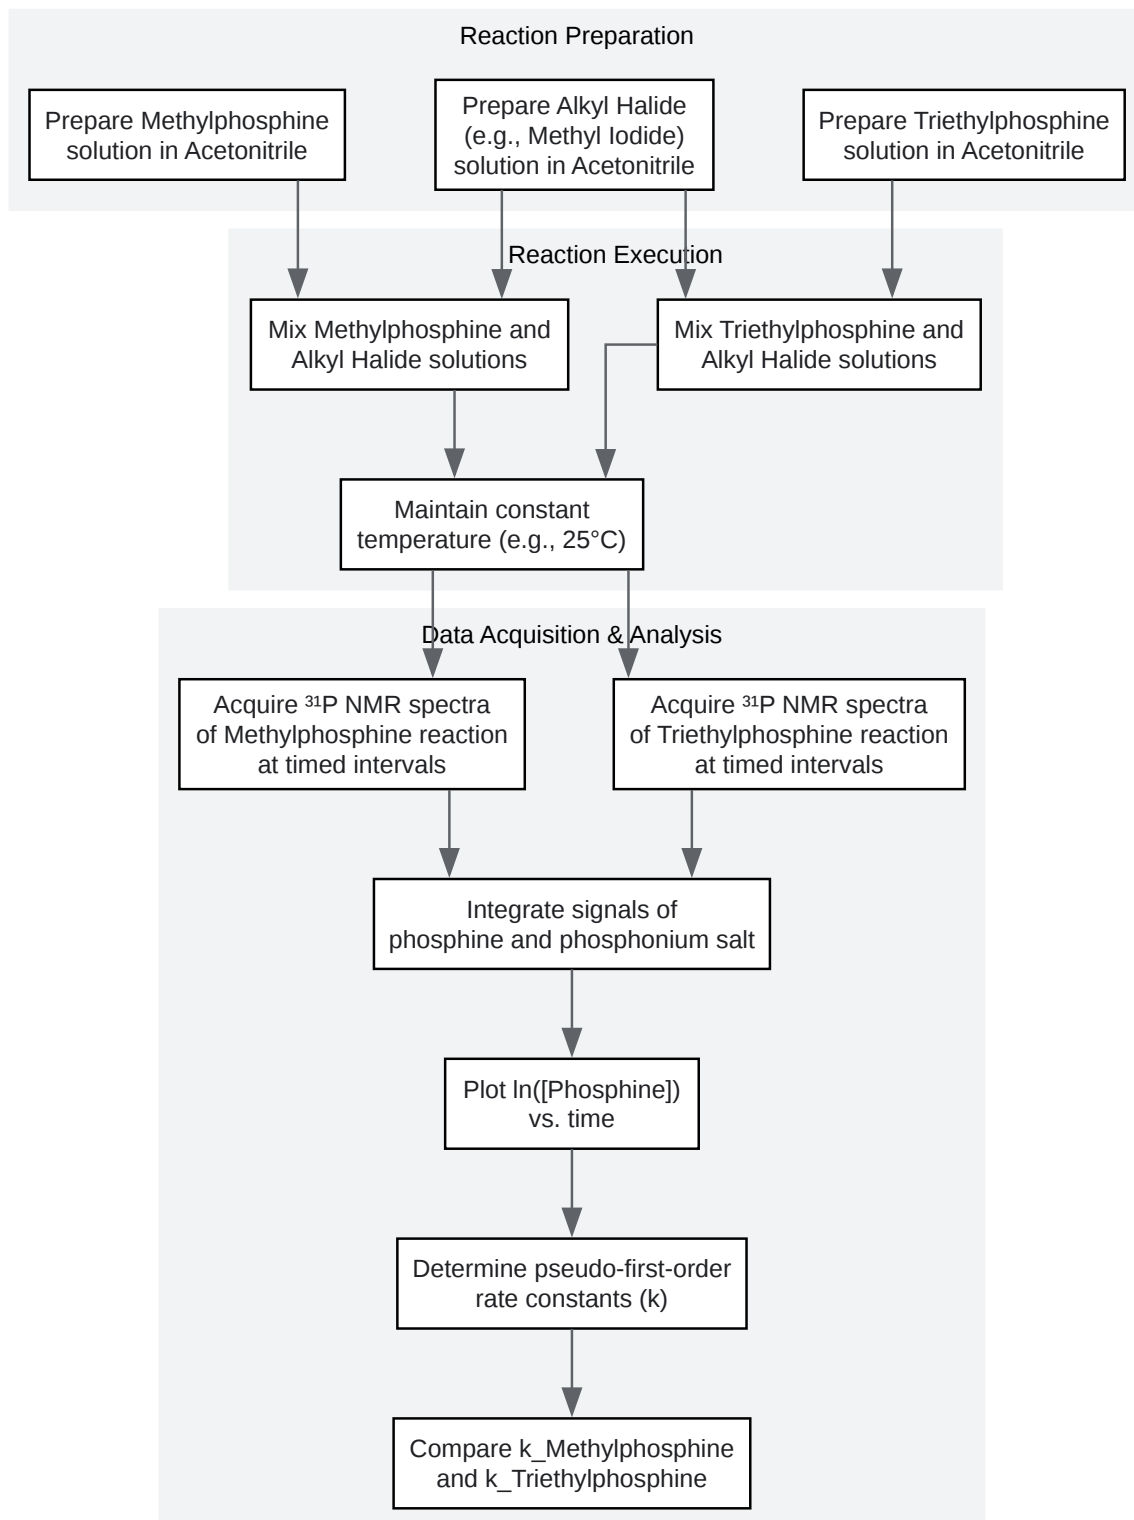 Reaction Preparation
Prepare Methylphosphine
solution in Acetonitrile
Prepare Alkyl Halide
(e.g., Methyl Iodide)
solution in Acetonitrile
Prepare Triethylphosphine
solution in Acetonitrile
Reaction Execution
Mix Methylphosphine and
Alkyl Halide solutions
Mix Triethylphosphine and
Alkyl Halide solutions
Maintain constant
temperature (e.g., 25°C)
Data Acquisition & Analysis
Acquire ³¹P NMR spectra
of Methylphosphine reaction
at timed intervals
Acquire ³¹P NMR spectra
of Triethylphosphine reaction
at timed intervals
Integrate signals of
phosphine and phosphonium salt
Plot ln([Phosphine])
vs. time
Determine pseudo-first-order
rate constants (k)
Compare k_Methylphosphine
and k_Triethylphosphine